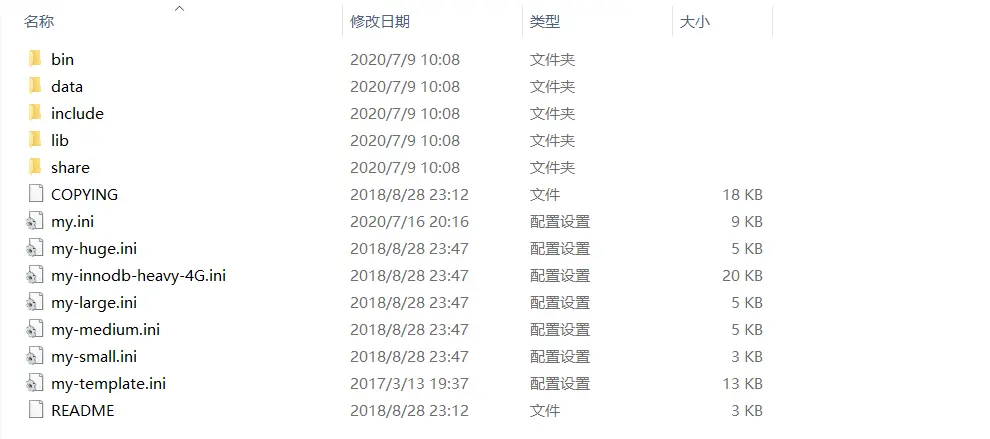 名称 修改日期 类型 大小
bin 2020/7/9 10:08 文件夹
data 2020/7/9 10:08 文件夹
include 2020/7/9 10:08 文件夹
lib 2020/7/9 10:08 文件夹
share 2020/7/9 10:08 文件夹
COPYING 2018/8/28 23:12 文件 18 KB
my.ini 2020/7/16 20:16 配置设置 9 KB
my-huge.ini 2018/8/28 23:47 配置设置 5 KB
my-innodb-heavy-4G.ini 2018/8/28 23:47 配置设置 20 KB
my-large.ini 2018/8/28 23:47 配置设置 5 KB
my-medium.ini 2018/8/28 23:47 配置设置 5 KB
my-small.ini 2018/8/28 23:47 配置设置 3 KB
my-template.ini 2017/3/13 19:37 配置设置 13 KB
README 2018/8/28 23:12 文件 3 KB